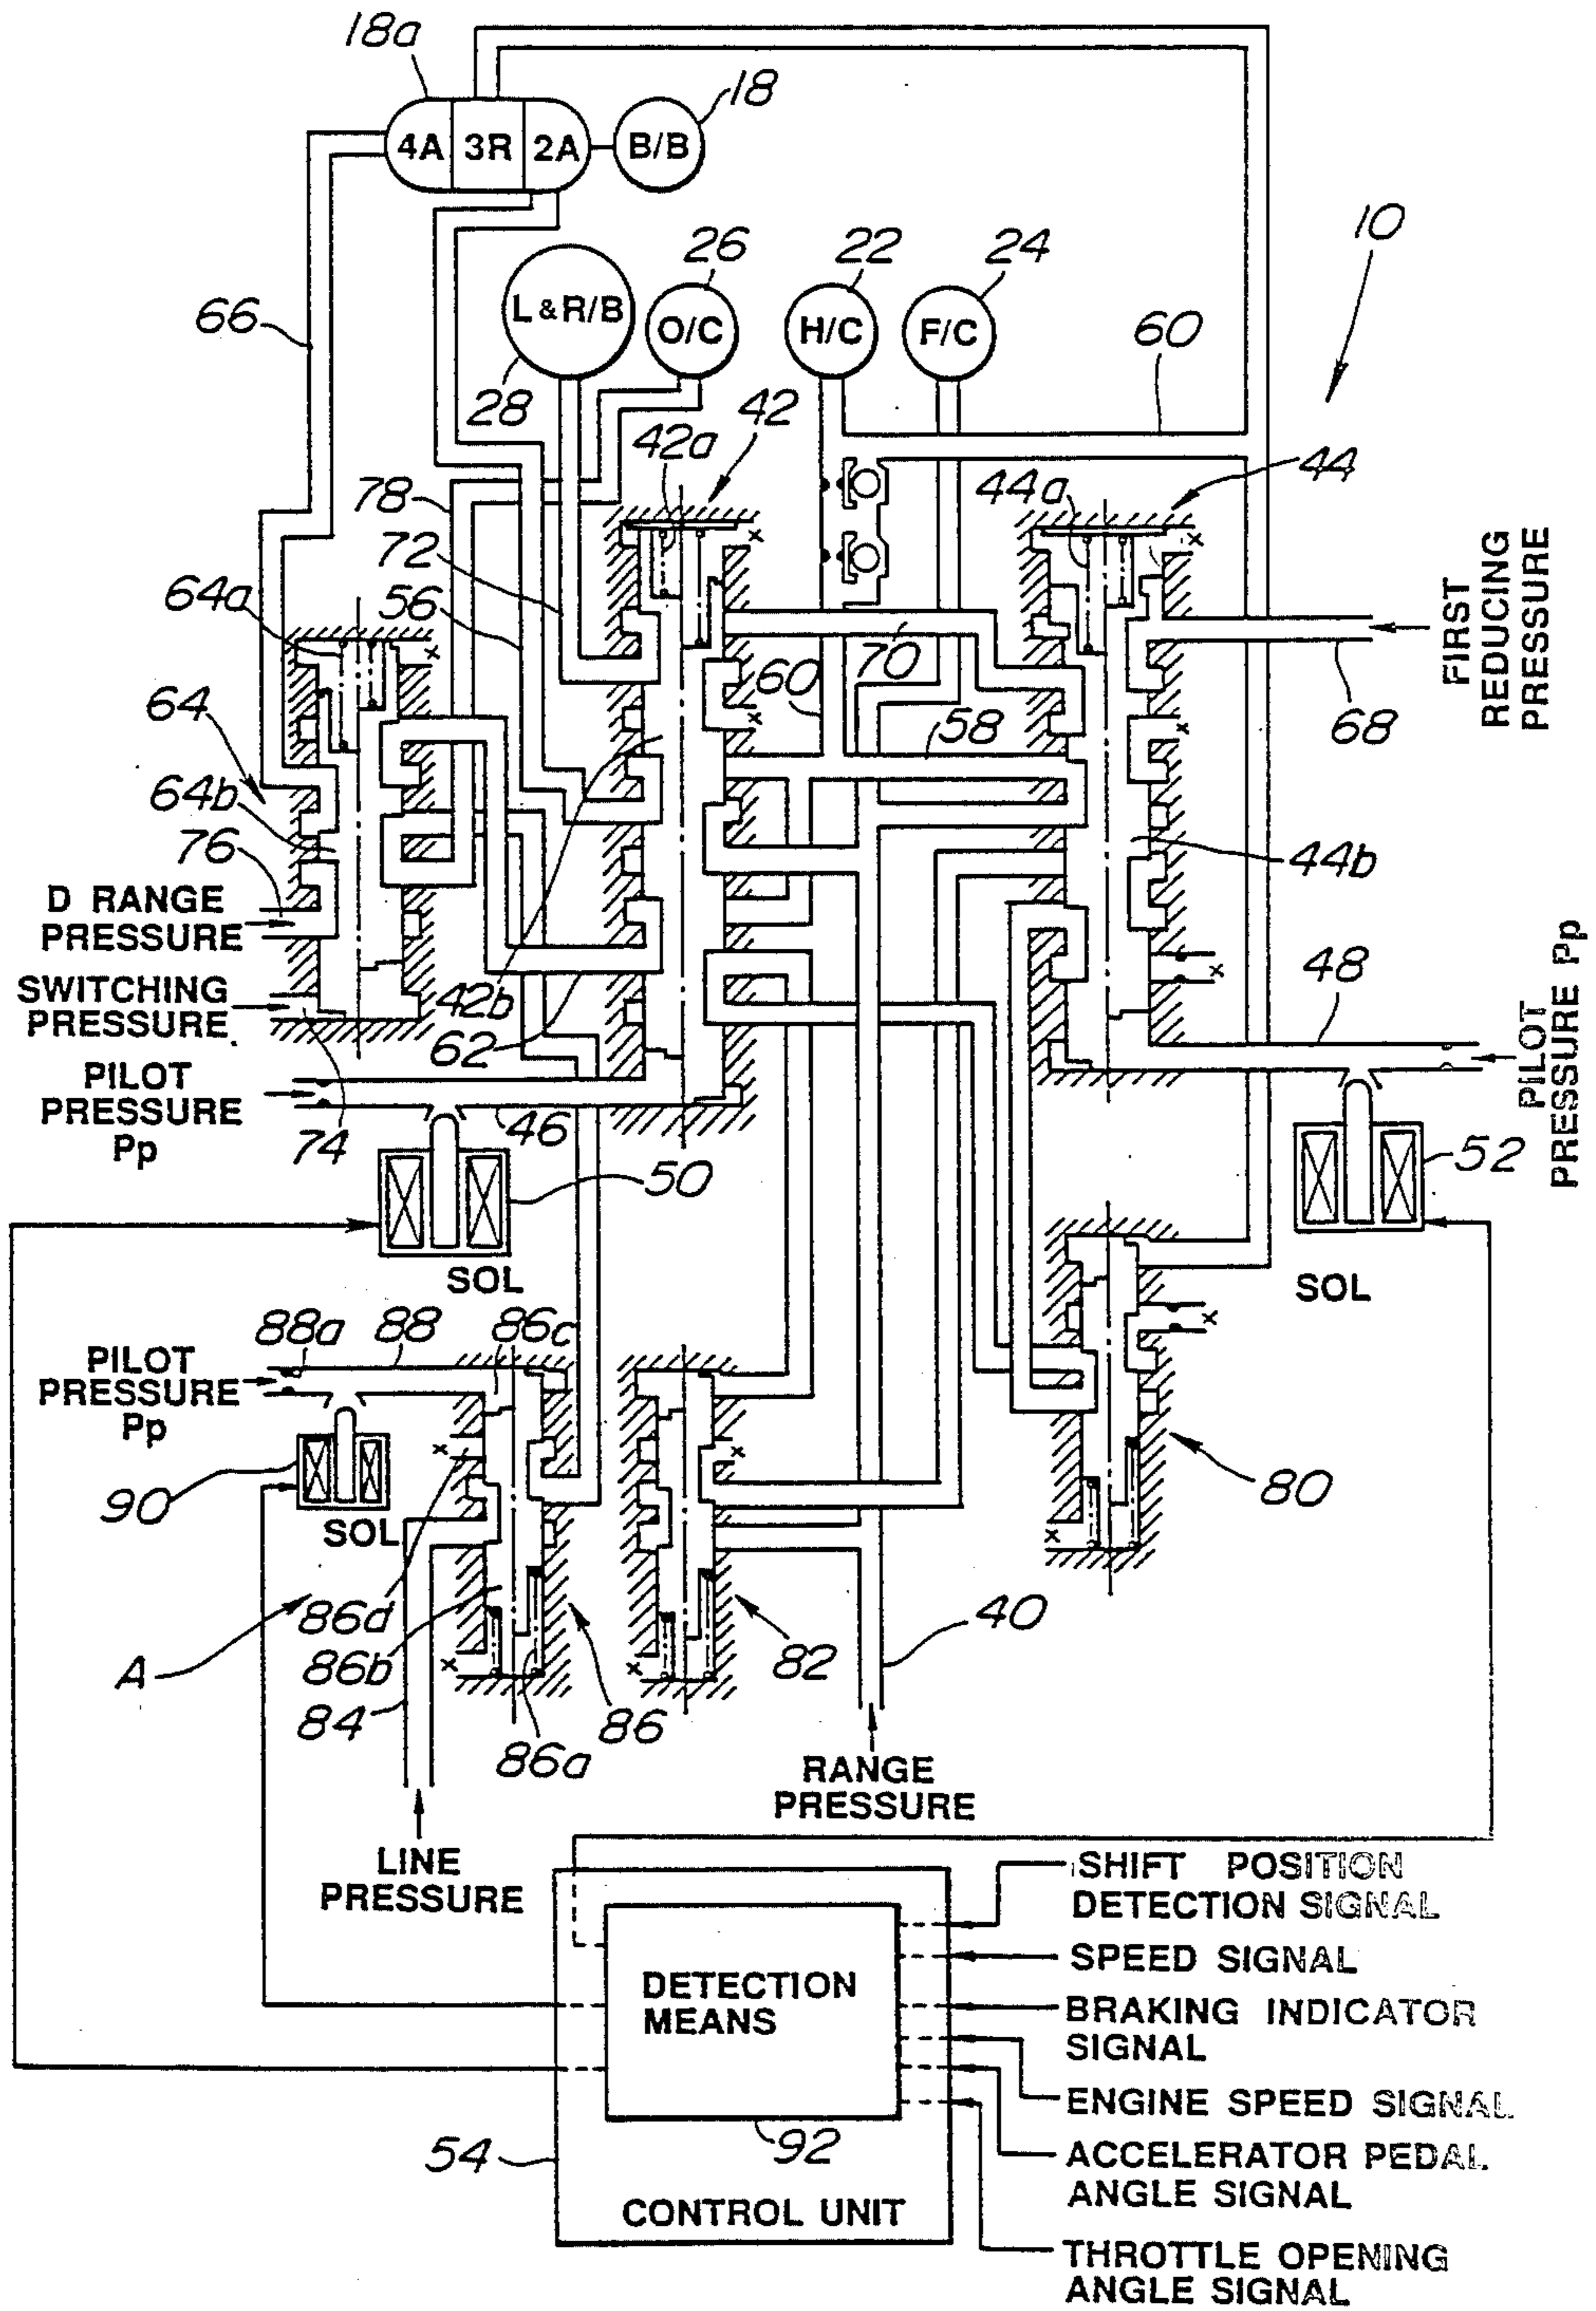 18a
18
4A 3R 2A
B/B
10
26 22 24
66
L & R/B
O/C H/C F/C
60
28
42
42a
44a
44
78
72
64a
56
FIRST
REDUCING
PRESSURE
60
70
68
64
58
64b
76
44b
D RANGE
PRESSURE
SWITCHING
PRESSURE
42b
62
48
PILOT
PRESSURE Pp
PILOT
PRESSURE
Pp
74
46
50
52
SOL
SOL
88a 88 86c
PILOT
PRESSURE
Pp
90
SOL
80
86d
86b
A
84
86a
86
82
40
RANGE
PRESSURE
LINE
PRESSURE
SHIFT POSITION
DETECTION SIGNAL
SPEED SIGNAL
DETECTION
MEANS
BRAKING INDICATOR
SIGNAL
ENGINE SPEED SIGNAL
92
54
ACCELERATOR PEDAL
ANGLE SIGNAL
CONTROL UNIT
THROTTLE OPENING
ANGLE SIGNAL